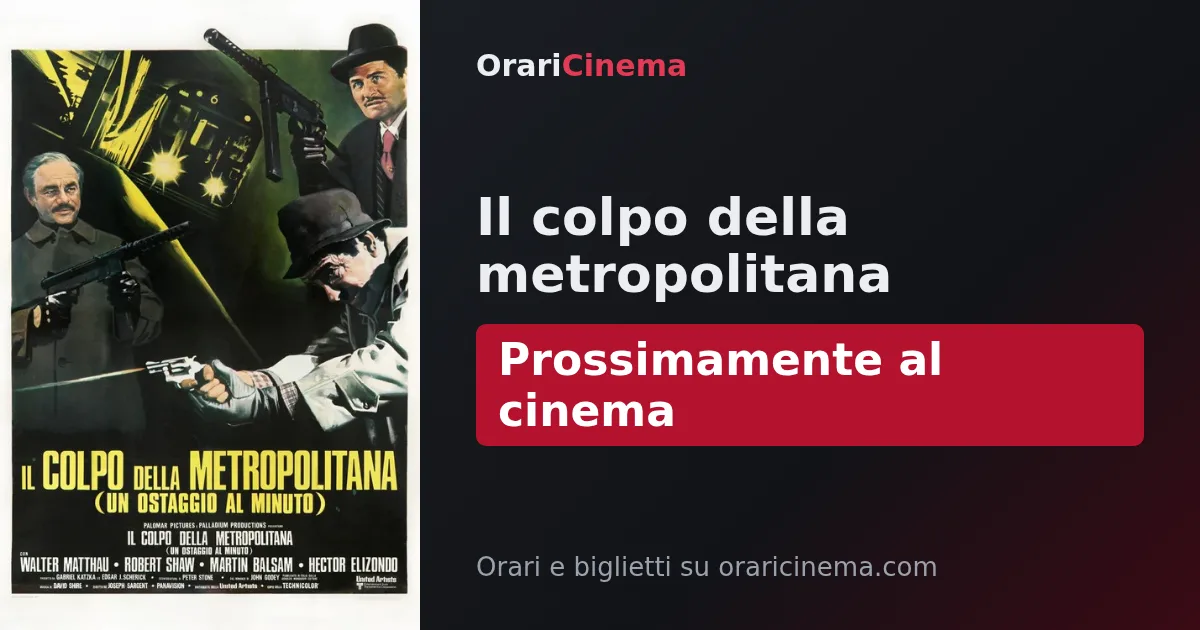 OrariCinema
Il colpo della
metropolitana
Prossimamente al
cinema
Orari e biglietti su oraricinema.com
6
IL COLPO DELLA METROPOLITANA
(UN OSTAGGIO AL MINUTO)
PALOMAR PICTURES • PALLADIUM PRODUCTIONS
IL COLPO DELLA METROPOLITANA
(UN OSTAGGIO AL MINUTO)
CON
WALTER MATTHAU • ROBERT SHAW • MARTIN BALSAM • HECTOR ELIZONDO
GABRIEL KATZKA EDGAR J. SCHERICK • PETER STONE JOHN GODEY
DAVID SHIRE • JOSEPH SARGENT • PANAVISION United Artists TECHNICOLOR
United Artists